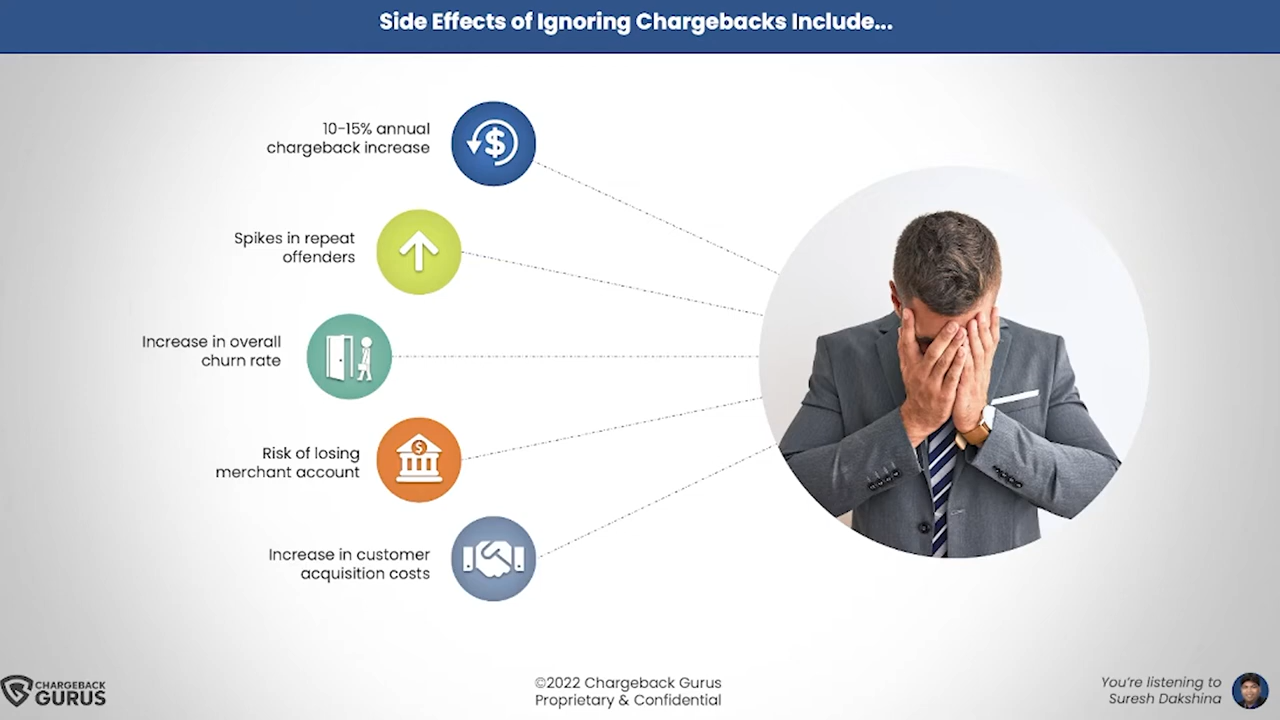 Side Effects of Ignoring Chargebacks Include...
10-15% annual
chargeback increase
Spikes in repeat
offenders
Increase in overall
churn rate
Risk of losing
merchant account
Increase in customer
acquisition costs
CHARGEBACK
GURUS
©2022 Chargeback Gurus
Proprietary & Confidential
You're listening to
Suresh Dakshina